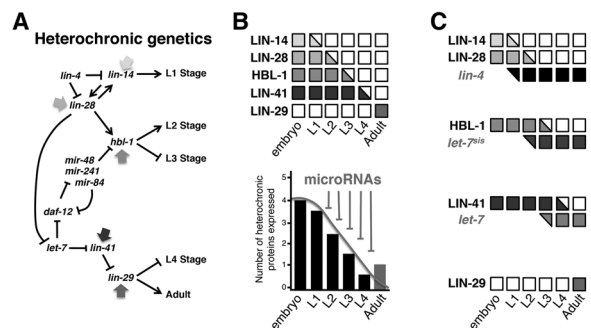 A
Heterochronic genetics
lin-4
lin-14
L1 Stage
lin-28
L2 Stage
hbl-1
L3 Stage
mir-48
mir-241
mir-84
daf-12
let-7
lin-41
L4 Stage
lin-29
Adult
B
LIN-14
LIN-28
HBL-1
LIN-41
LIN-29
embryo
L1
L2
L3
L4
Adult
microRNAs
Number of heterochronic
proteins expressed
5
4
3
2
1
0
embryo
L1
L2
L3
L4
Adult
C
LIN-14
LIN-28
lin-4
HBL-1
let-7sis
LIN-41
let-7
LIN-29
embryo
L1
L2
L3
L4
Adult